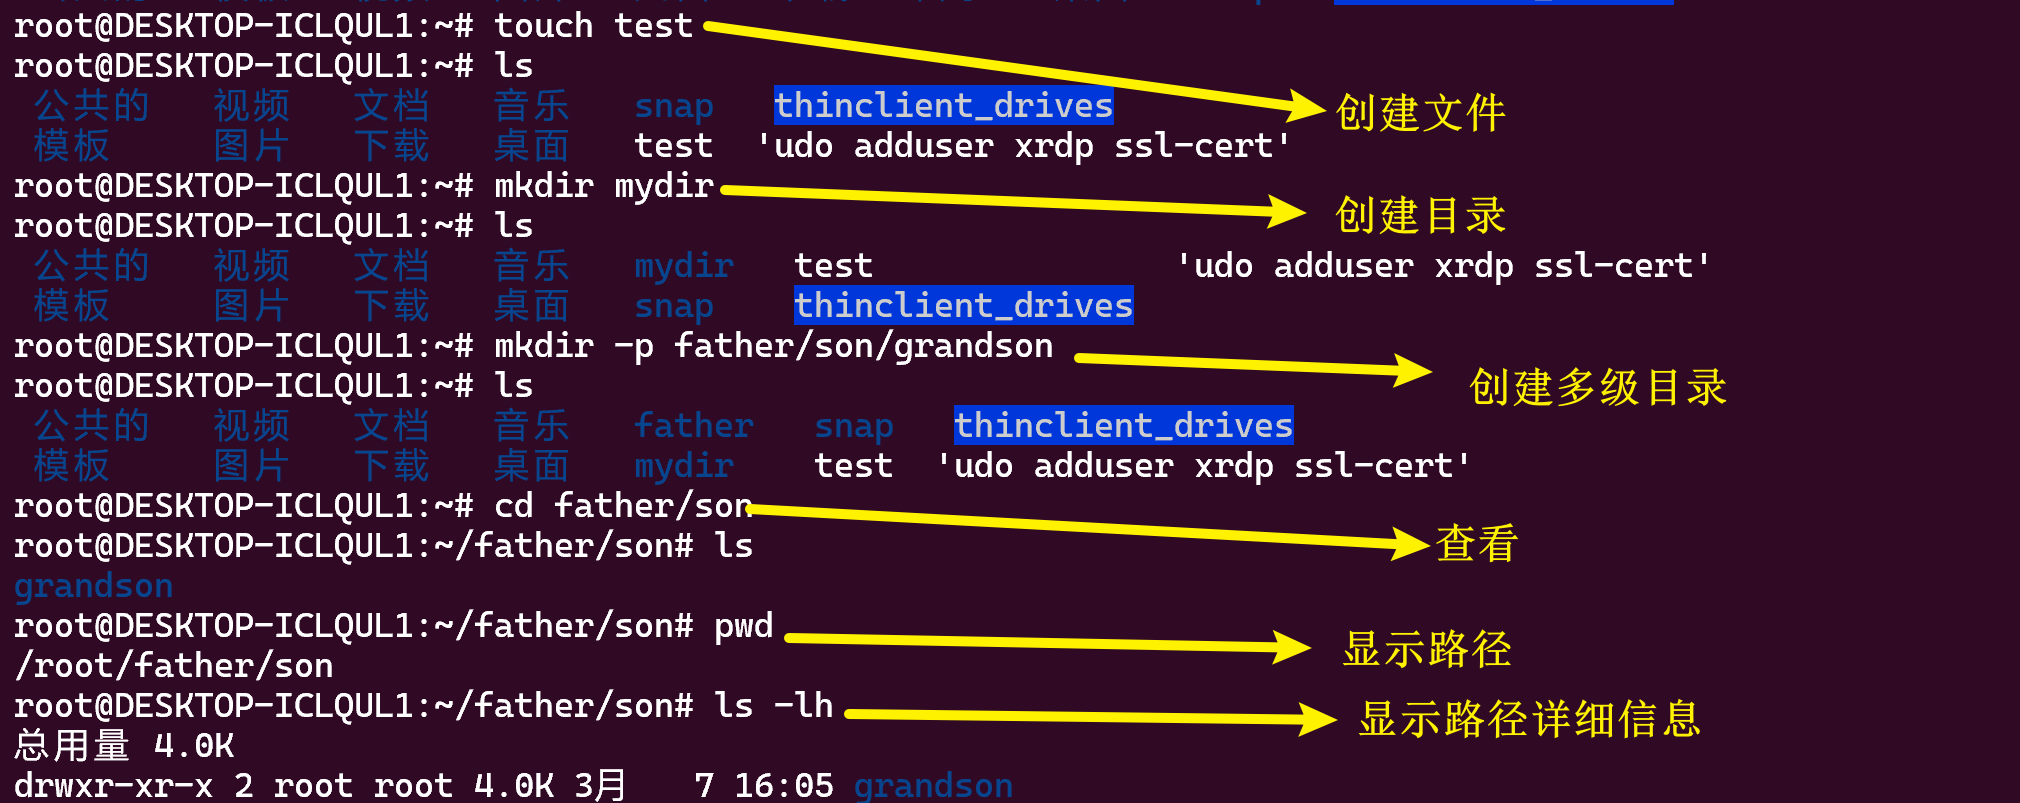 root@DESKTOP-ICLQUL1:~# touch test
root@DESKTOP-ICLQUL1:~# ls
公共的 视频 文档 音乐 snap thinclient_drives
创建文件
模板 图片 下载 桌面 test 'udo adduser xrdp ssl-cert'
root@DESKTOP-ICLQUL1:~# mkdir mydir
创建目录
root@DESKTOP-ICLQUL1:~# ls
公共的 视频 文档 音乐 mydir test 'udo adduser xrdp ssl-cert'
模板 图片 下载 桌面 snap thinclient_drives
root@DESKTOP-ICLQUL1:~# mkdir -p father/son/grandson
创建多级目录
root@DESKTOP-ICLQUL1:~# ls
公共的 视频 文档 音乐 father snap thinclient_drives
模板 图片 下载 桌面 mydir test 'udo adduser xrdp ssl-cert'
root@DESKTOP-ICLQUL1:~# cd father/son
查看
root@DESKTOP-ICLQUL1:~/father/son# ls
grandson
root@DESKTOP-ICLQUL1:~/father/son# pwd
显示路径
/root/father/son
root@DESKTOP-ICLQUL1:~/father/son# ls -lh
显示路径详细信息
总用量 4.0K
drwxr-xr-x 2 root root 4.0K 3月 7 16:05 grandson